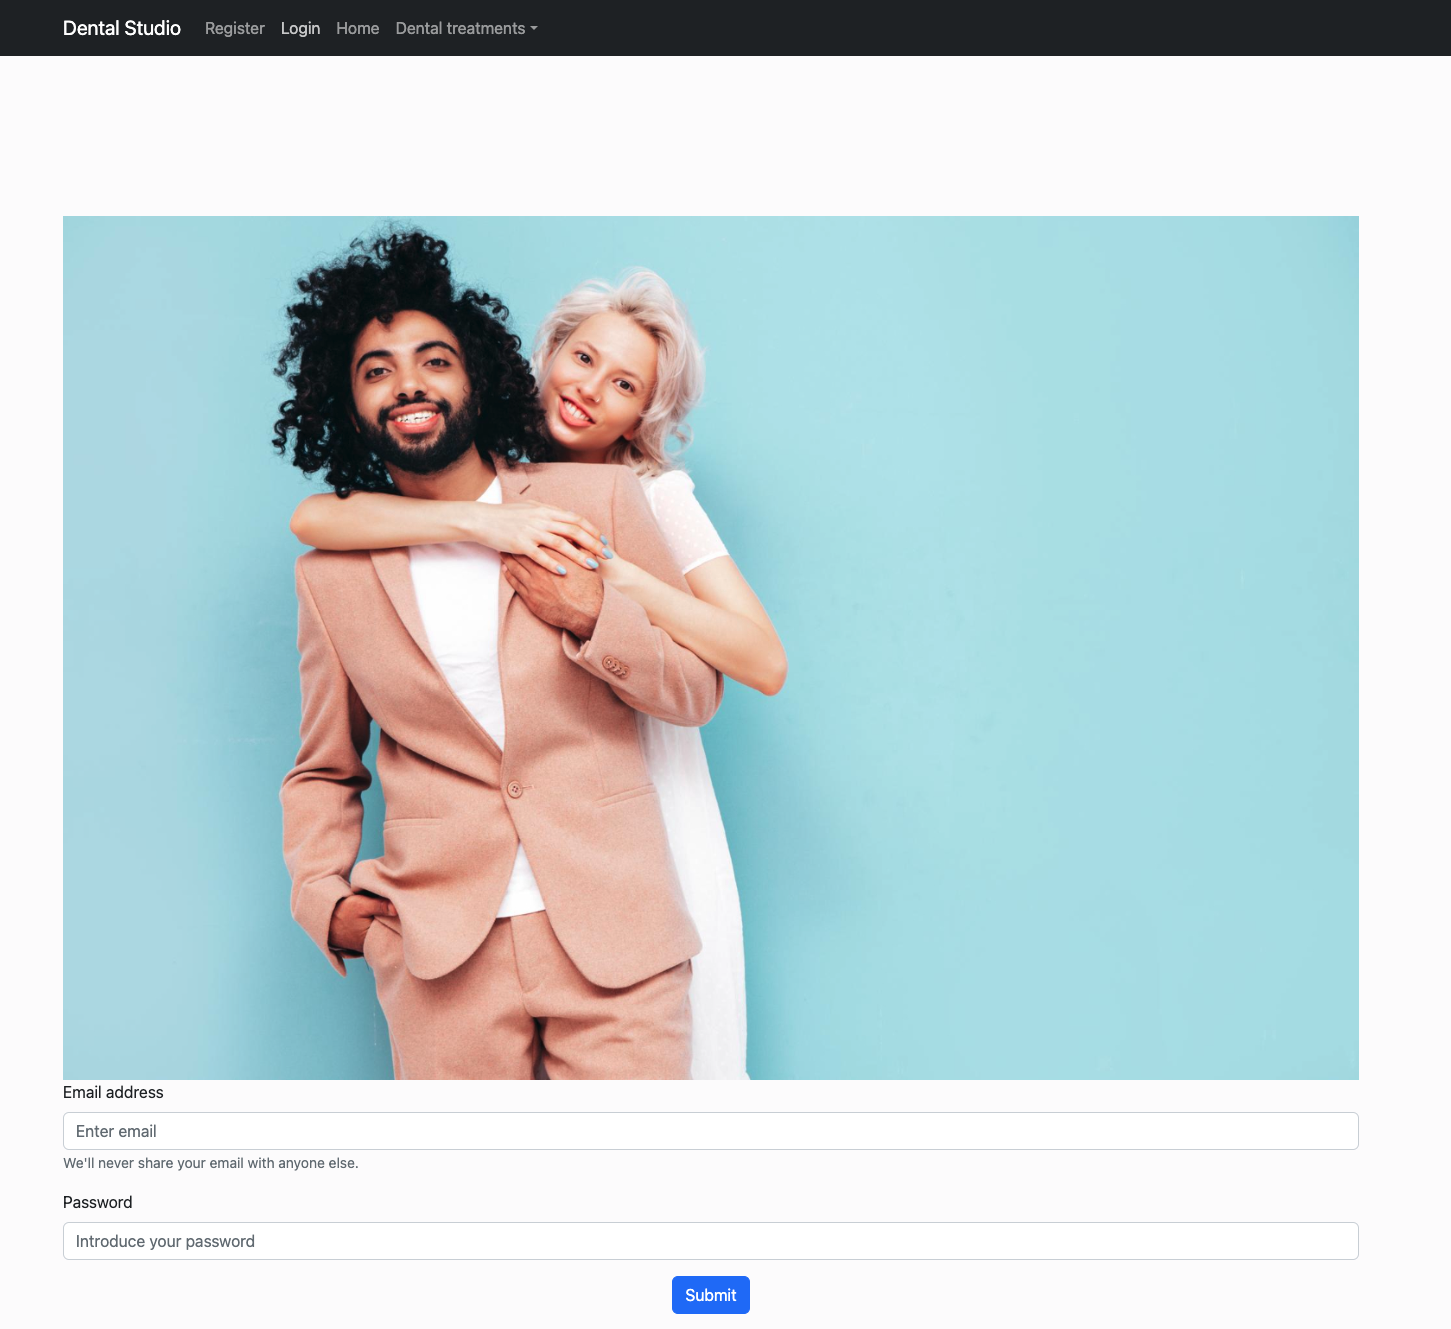 Dental Studio Register Login Home Dental treatments
Email address
Enter email
We'll never share your email with anyone else.
Password
Introduce your password
Submit